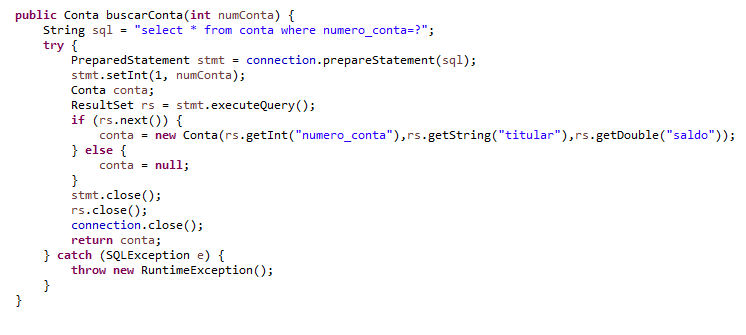 public Conta buscarConta(int numConta) {
    String sql = "select * from conta where numero_conta=?";
    try {
        PreparedStatement stmt = connection.prepareStatement(sql);
        stmt.setInt(1, numConta);
        Conta conta;
        ResultSet rs = stmt.executeQuery();
        if (rs.next()) {
            conta = new Conta(rs.getInt("numero_conta"),rs.getString("titular"),rs.getDouble("saldo"));
        } else {
            conta = null;
        }
        stmt.close();
        rs.close();
        connection.close();
        return conta;
    } catch (SQLException e) {
        throw new RuntimeException();
    }
}